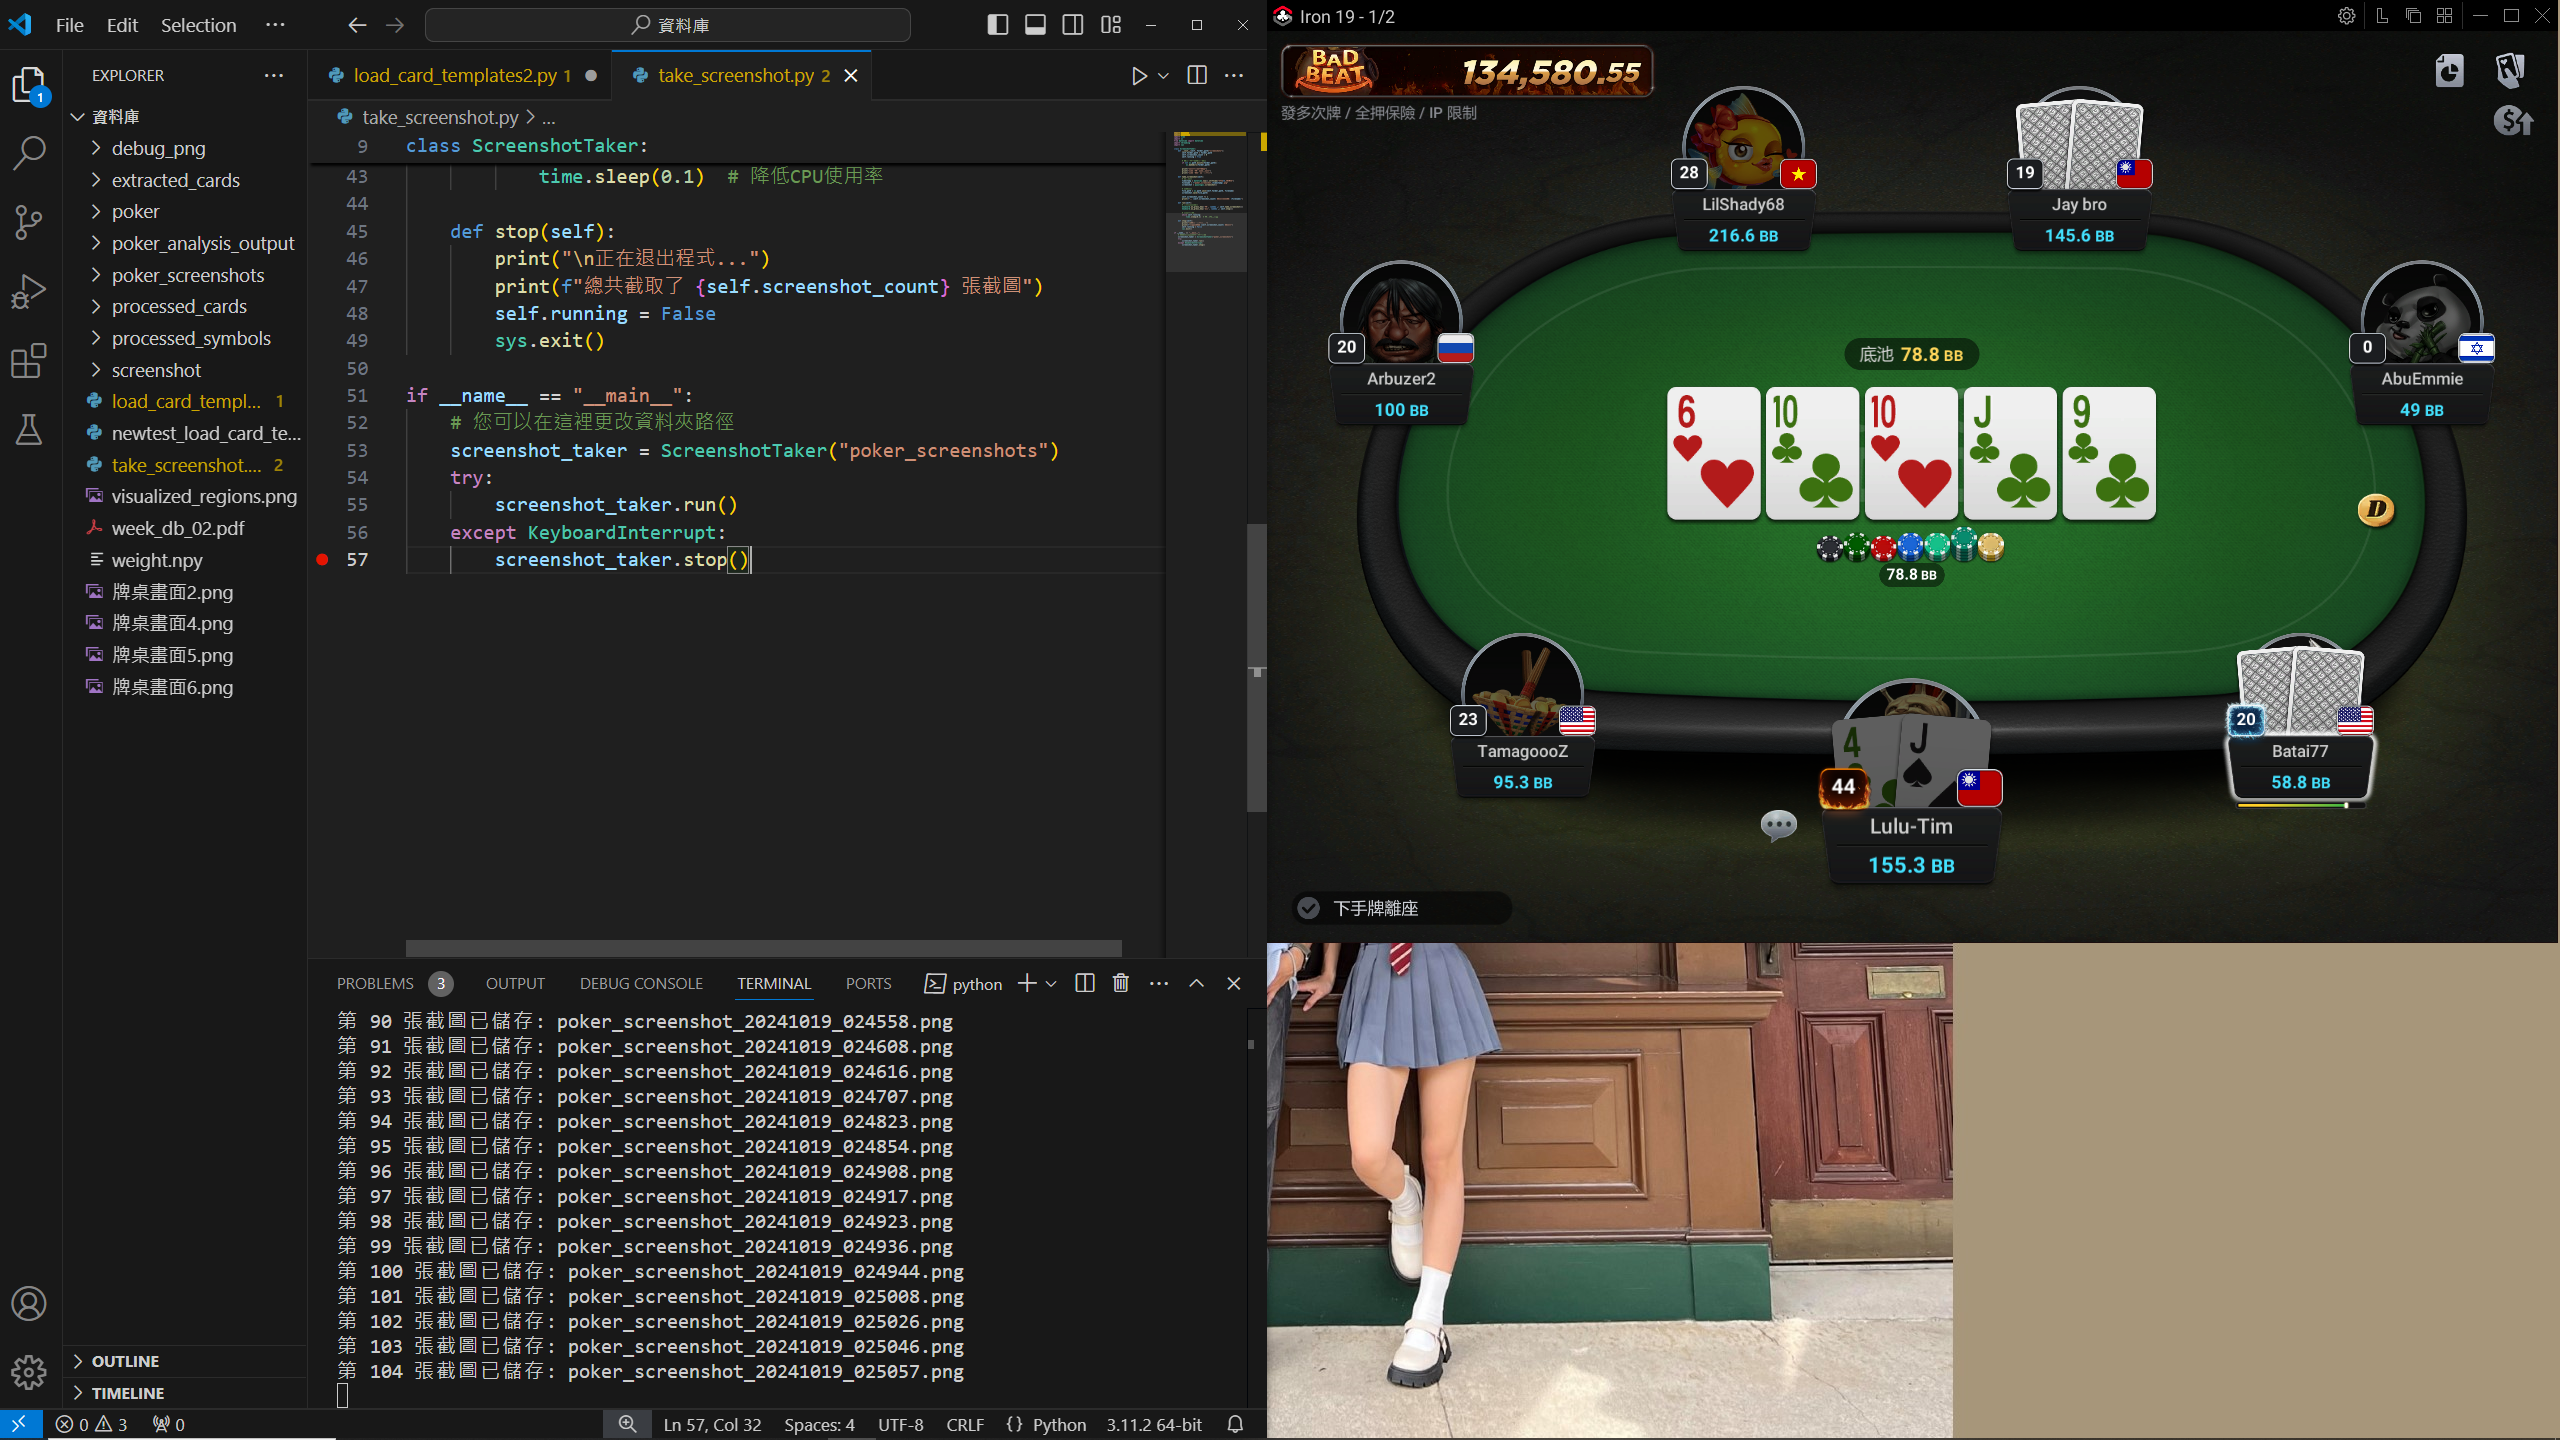 File Edit Selection ...
資料庫
EXPLORER
資料庫
debug_png
extracted_cards
poker
poker_analysis_output
poker_screenshots
processed_cards
processed_symbols
screenshot
load_card_templ... 1
newtest_load_card_te...
take_screenshot.... 2
visualized_regions.png
week_db_02.pdf
weight.npy
牌桌畫面2.png
牌桌畫面4.png
牌桌畫面5.png
牌桌畫面6.png
OUTLINE
TIMELINE
1
load_card_templates2.py 1
take_screenshot.py 2
take_screenshot.py > ...
9 class ScreenshotTaker:
43 time.sleep(0.1) # 降低CPU使用率
44
45 def stop(self):
46 print("\n正在退出程式...")
47 print(f"總共截取了 {self.screenshot_count} 張截圖")
48 self.running = False
49 sys.exit()
50
51 if __name__ == "__main__":
52 # 您可以在這裡更改資料夾路徑
53 screenshot_taker = ScreenshotTaker("poker_screenshots")
54 try:
55 screenshot_taker.run()
56 except KeyboardInterrupt:
57 screenshot_taker.stop()
PROBLEMS 3 OUTPUT DEBUG CONSOLE TERMINAL PORTS python
第 90 張截圖已儲存: poker_screenshot_20241019_024558.png
第 91 張截圖已儲存: poker_screenshot_20241019_024608.png
第 92 張截圖已儲存: poker_screenshot_20241019_024616.png
第 93 張截圖已儲存: poker_screenshot_20241019_024707.png
第 94 張截圖已儲存: poker_screenshot_20241019_024823.png
第 95 張截圖已儲存: poker_screenshot_20241019_024854.png
第 96 張截圖已儲存: poker_screenshot_20241019_024908.png
第 97 張截圖已儲存: poker_screenshot_20241019_024917.png
第 98 張截圖已儲存: poker_screenshot_20241019_024923.png
第 99 張截圖已儲存: poker_screenshot_20241019_024936.png
第 100 張截圖已儲存: poker_screenshot_20241019_024944.png
第 101 張截圖已儲存: poker_screenshot_20241019_025008.png
第 102 張截圖已儲存: poker_screenshot_20241019_025026.png
第 103 張截圖已儲存: poker_screenshot_20241019_025046.png
第 104 張截圖已儲存: poker_screenshot_20241019_025057.png
0 3 0 Ln 57, Col 32 Spaces: 4 UTF-8 CRLF {} Python 3.11.2 64-bit
Iron 19 - 1/2
L
BAD BEAT 134,580.55
發多次牌 / 全押保險 / IP 限制
28
LilShady68
216.6 BB
19
Jay bro
145.6 BB
20
Arbuzer2
100 BB
0
AbuEmmie
49 BB
底池 78.8 BB
6 10 10 J 9
D
78.8 BB
23
TamagoooZ
95.3 BB
4 J
44
Lulu-Tim
155.3 BB
20
Batai77
58.8 BB
下手牌離座